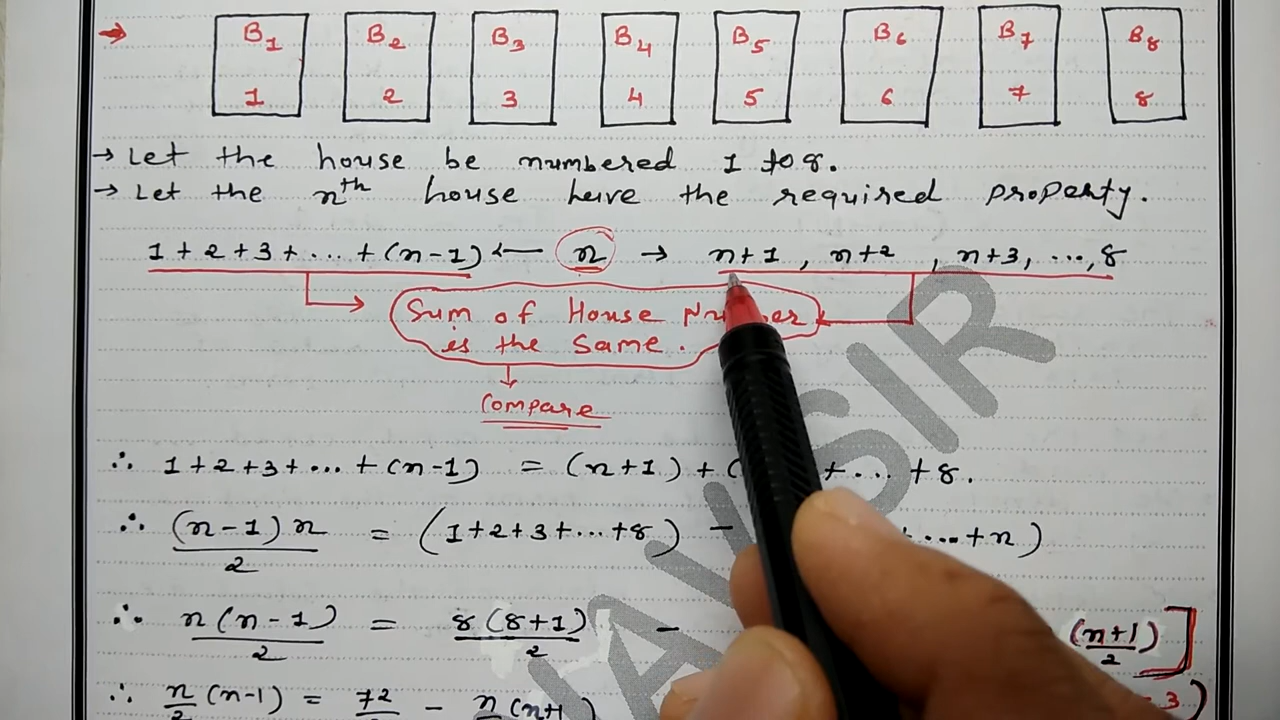 B1 B2 B3 B4 B5 B6 B7 B8
1 2 3 4 5 6 7 8
→ Let the house be numbered 1 to 8.
→ Let the nth house have the required property.
1 + 2 + 3 + ... + (n-1) ← n → n+1 , n+2 , n+3, ..., 8
Sum of House
is the Same.
Compare
∴ 1 + 2 + 3 + ... + (n-1) = (n+1) + ( + ... + 8.
∴ (n-1) n / 2 = (1+2+3+...+8) - + ... + n)
∴ n(n-1) / 2 = 8(8+1) / 2 - (n+1) / 2 ]
∴ n/2 (n-1) = 72 - n (n+1